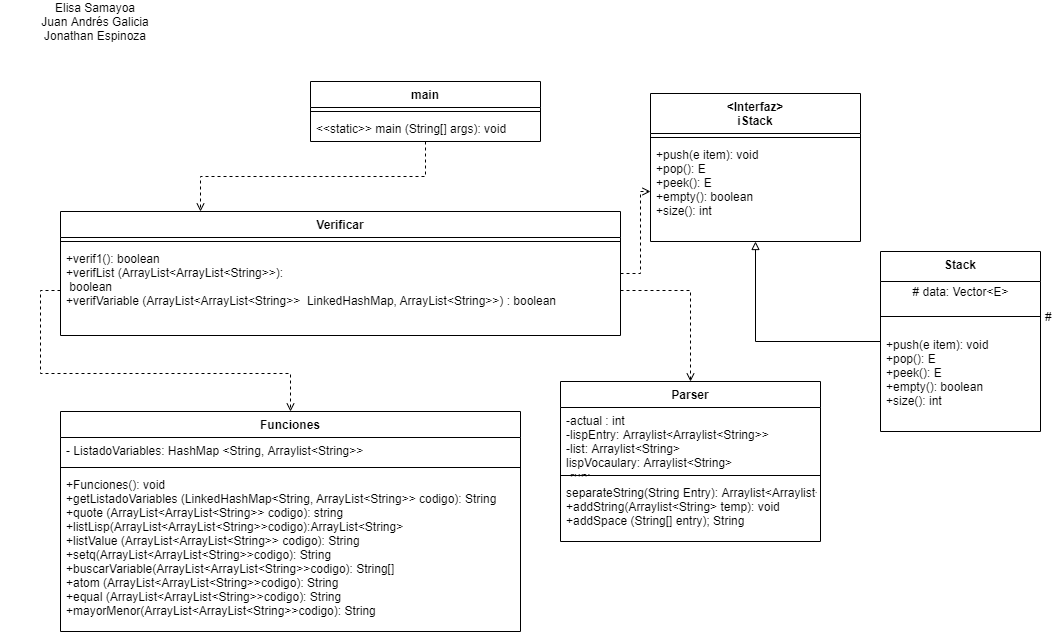 Elisa Samayoa
Juan Andrés Galicia
Jonathan Espinoza
main
<<static>> main (String[] args): void
<Interfaz>
iStack
+push(e item): void
+pop(): E
+peek(): E
+empty(): boolean
+size(): int
Verificar
+verif1(): boolean
+verifList (ArrayList<ArrayList<String>>):
boolean
+verifVariable (ArrayList<ArrayList<String>> LinkedHashMap, ArrayList<String>>) : boolean
Stack
# data: Vector<E>
#
+push(e item): void
+pop(): E
+peek(): E
+empty(): boolean
+size(): int
Parser
-actual : int
-lispEntry: Arraylist<Arraylist<String>>
-list: Arraylist<String>
lispVocaulary: Arraylist<String>
separateString(String Entry): Arraylist<Arraylist
+addString(Arraylist<String> temp): void
+addSpace (String[] entry); String
Funciones
- ListadoVariables: HashMap <String, Arraylist<String>>
+Funciones(): void
+getListadoVariables (LinkedHashMap<String, ArrayList<String>> codigo): String
+quote (ArrayList<ArrayList<String>> codigo): string
+listLisp(ArrayList<ArrayList<String>>codigo):ArrayList<String>
+listValue (ArrayList<ArrayList<String>> codigo): String
+setq(ArrayList<ArrayList<String>>codigo): String
+buscarVariable(ArrayList<ArrayList<String>>codigo): String[]
+atom (ArrayList<ArrayList<String>>codigo): String
+equal (ArrayList<ArrayList<String>>codigo): String
+mayorMenor(ArrayList<ArrayList<String>>codigo): String